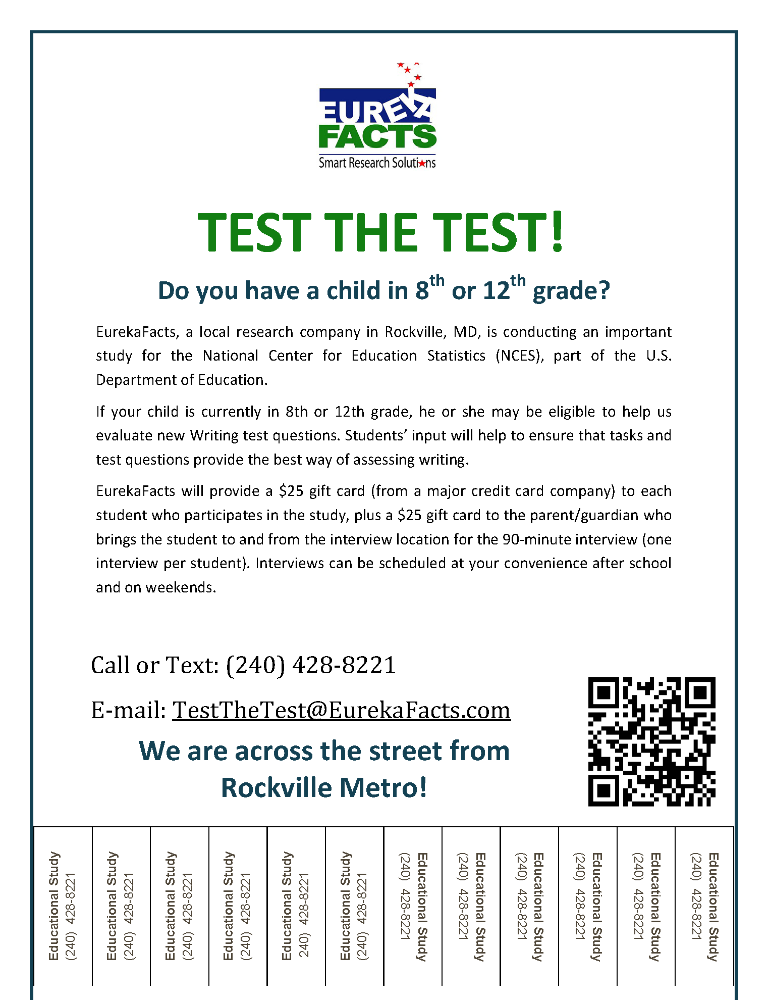 EUREKA
FACTS
Smart Research Solutions
TEST THE TEST!
Do you have a child in 8th or 12th grade?
EurekaFacts, a local research company in Rockville, MD, is conducting an important
study for the National Center for Education Statistics (NCES), part of the U.S.
Department of Education.
If your child is currently in 8th or 12th grade, he or she may be eligible to help us
evaluate new Writing test questions. Students’ input will help to ensure that tasks and
test questions provide the best way of assessing writing.
EurekaFacts will provide a $25 gift card (from a major credit card company) to each
student who participates in the study, plus a $25 gift card to the parent/guardian who
brings the student to and from the interview location for the 90-minute interview (one
interview per student). Interviews can be scheduled at your convenience after school
and on weekends.
Call or Text: (240) 428-8221
E-mail: TestTheTest@EurekaFacts.com
We are across the street from
Rockville Metro!
Educational Study
(240) 428-8221
Educational Study
(240) 428-8221
Educational Study
(240) 428-8221
Educational Study
(240) 428-8221
Educational Study
240) 428-8221
Educational Study
(240) 428-8221
Educational Study
(240) 428-8221
Educational Study
(240) 428-8221
Educational Study
(240) 428-8221
Educational Study
(240) 428-8221
Educational Study
(240) 428-8221
Educational Study
(240) 428-8221